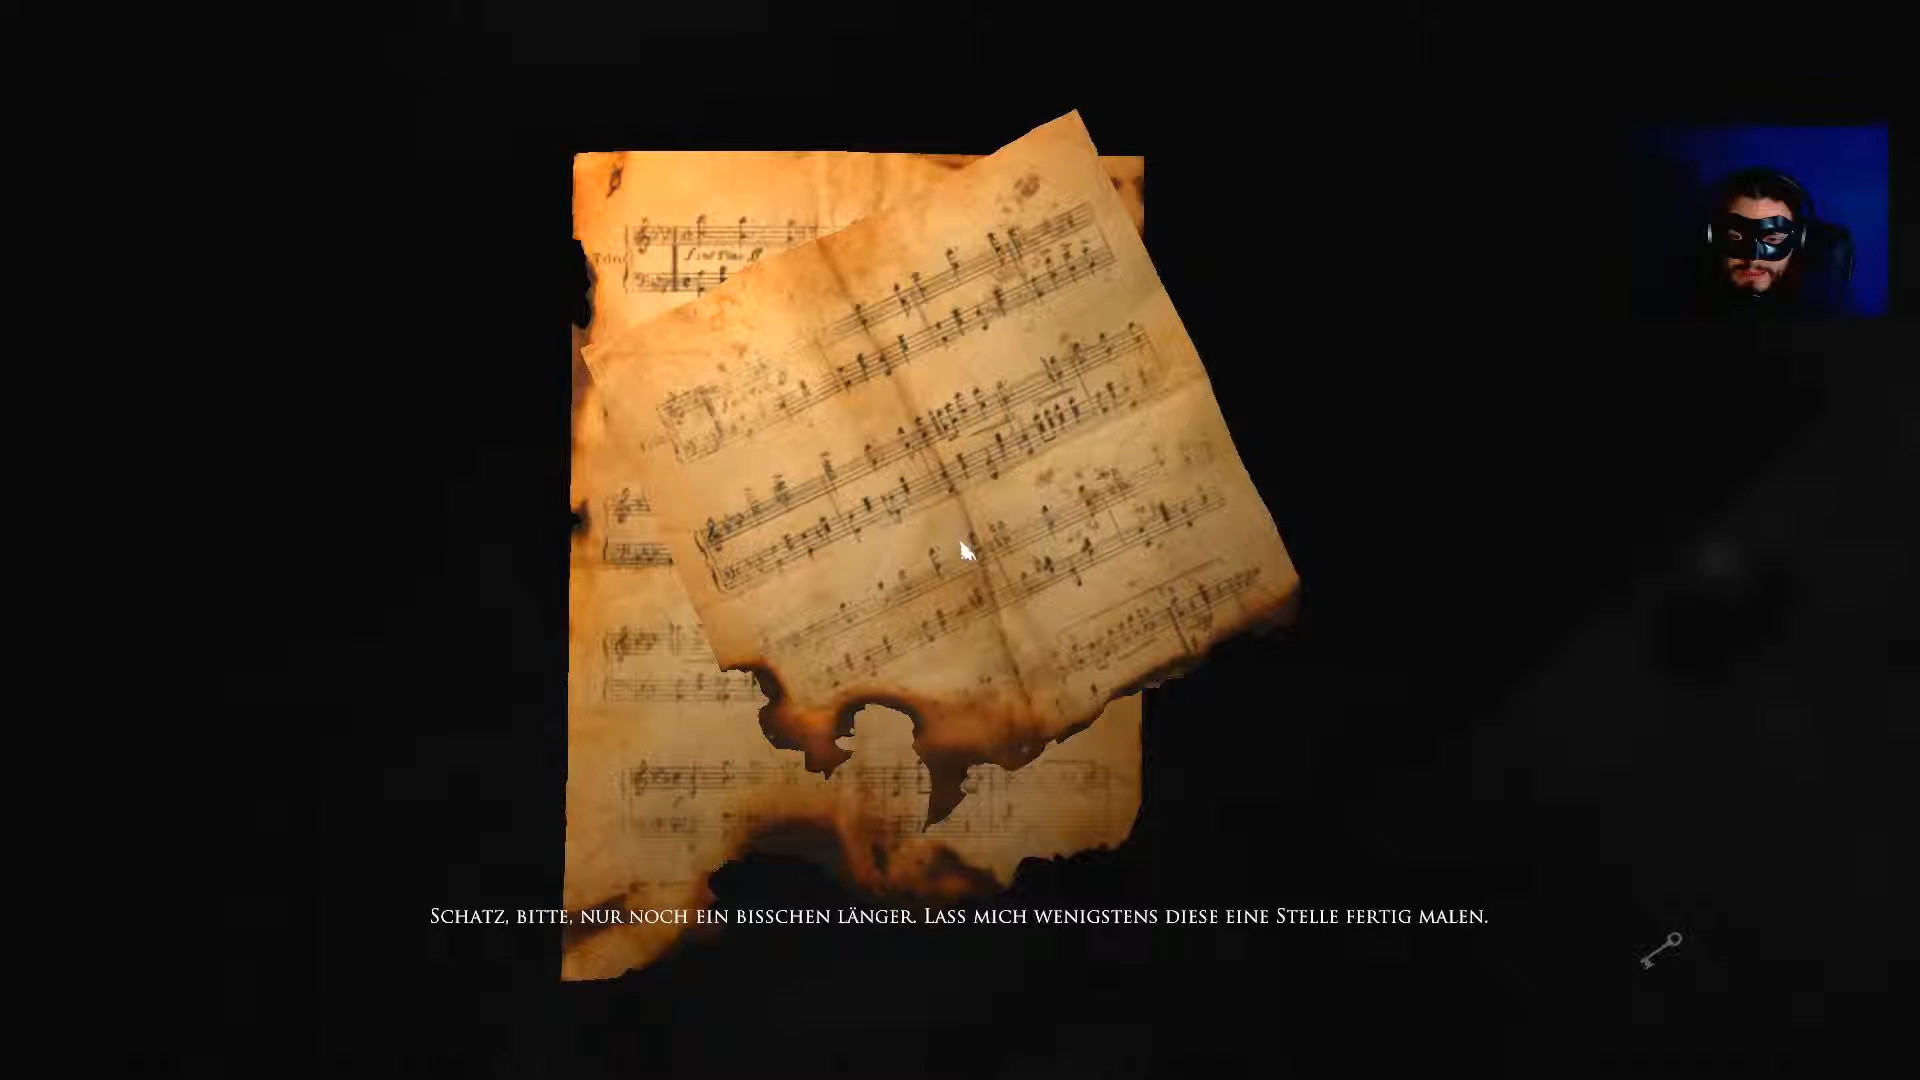 Schatz, bitte, nur noch ein bisschen länger. Lass mich wenigstens diese eine Stelle fertig malen.